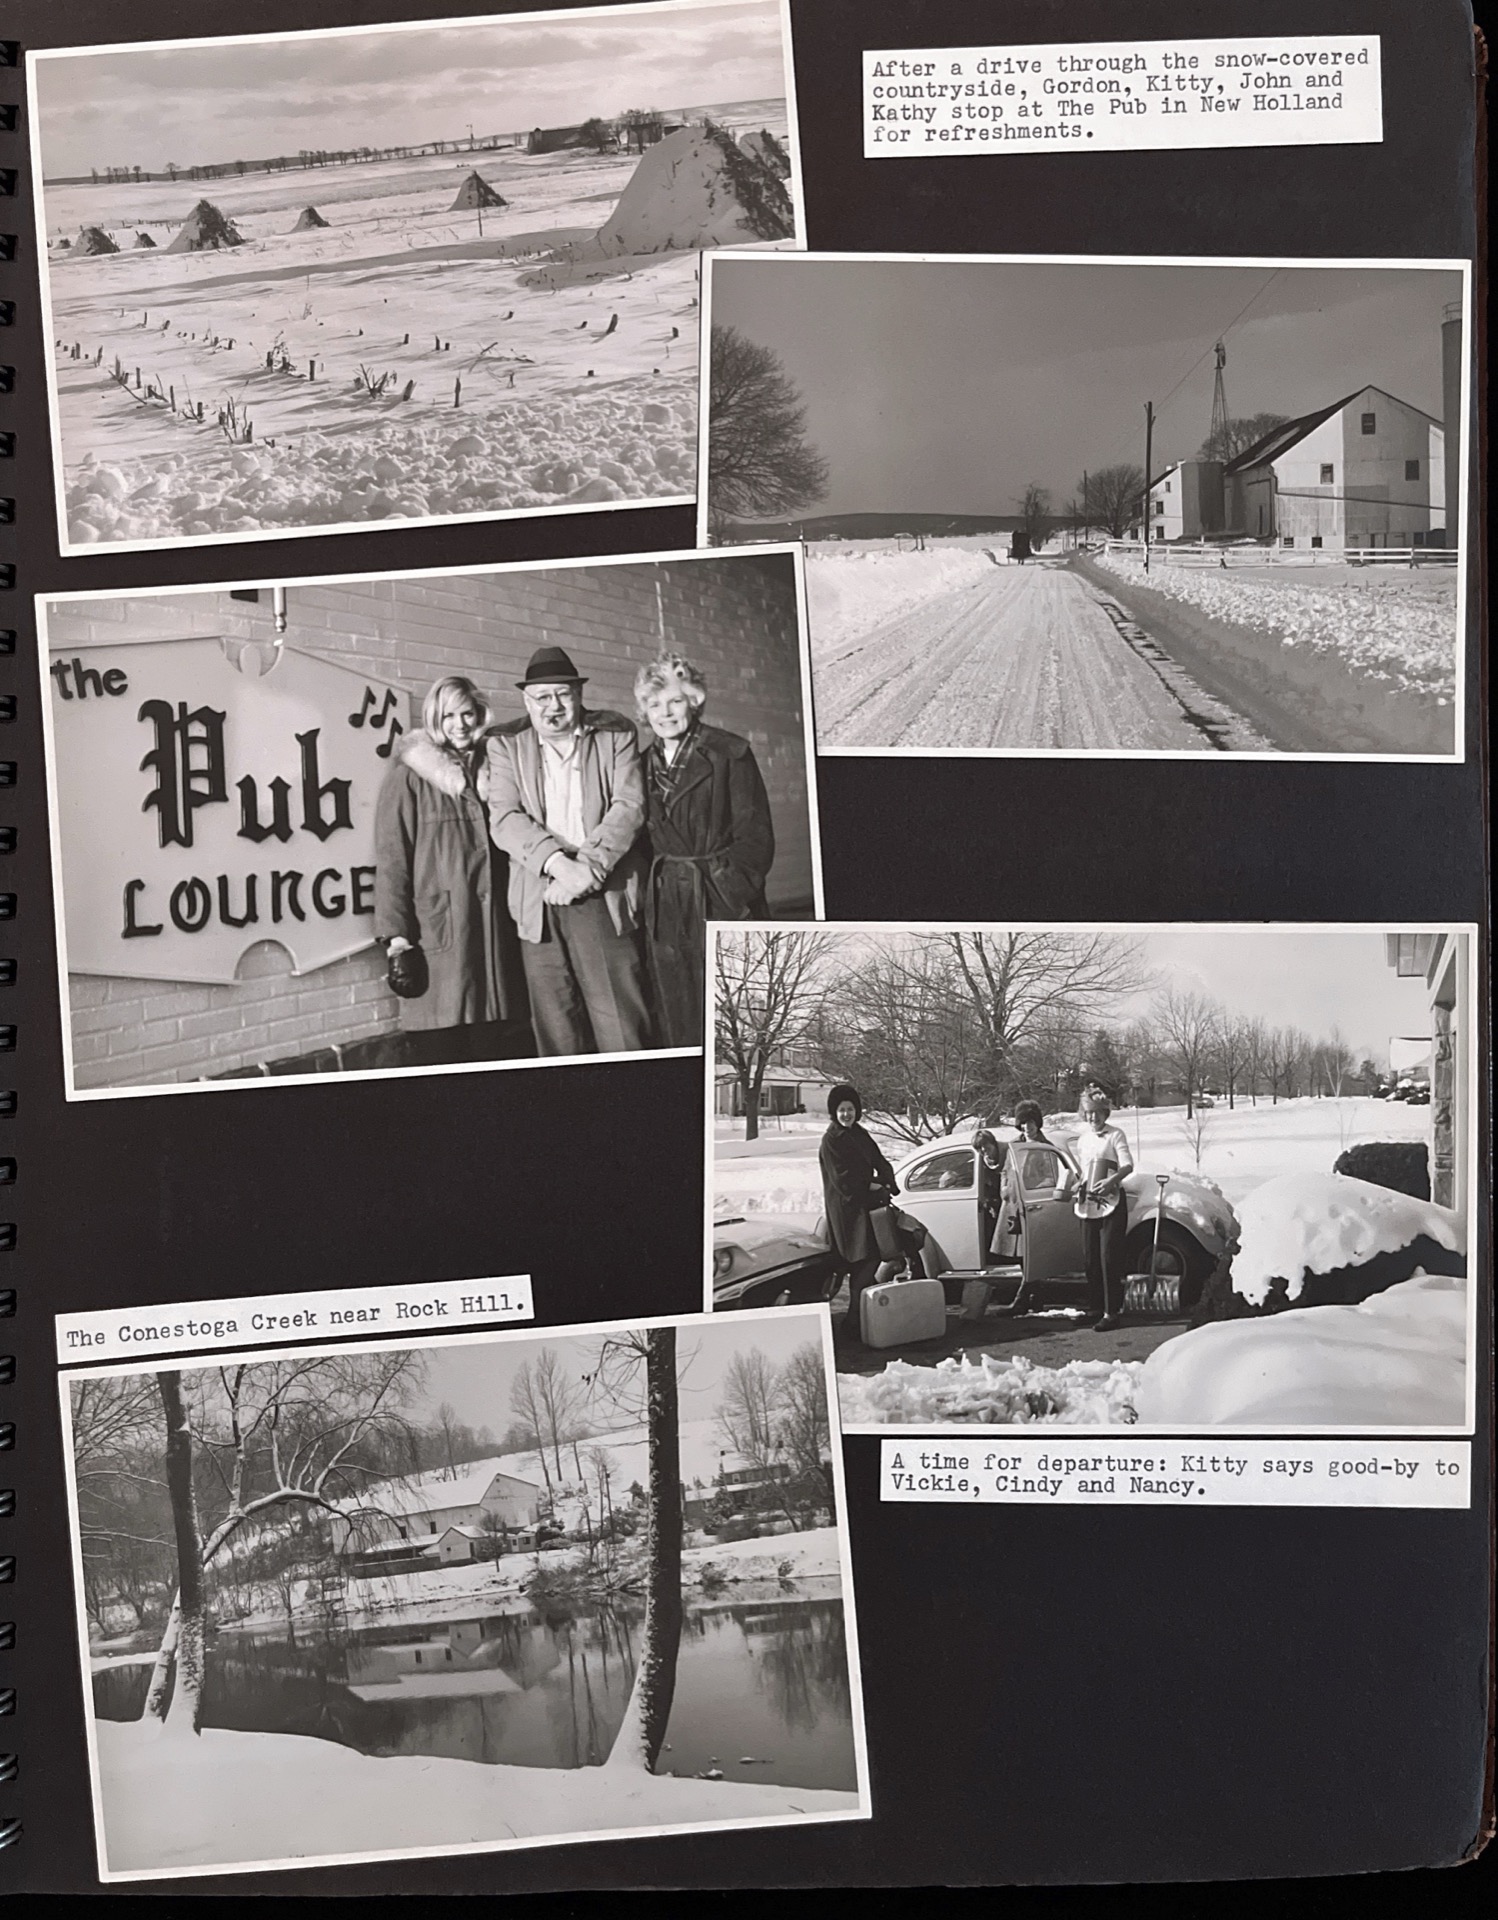 After a drive through the snow-covered
countryside, Gordon, Kitty, John and
Kathy stop at The Pub in New Holland
for refreshments.
the
Pub
LOUNGE
The Conestoga Creek near Rock Hill.
A time for departure: Kitty says good-by to
Vickie, Cindy and Nancy.